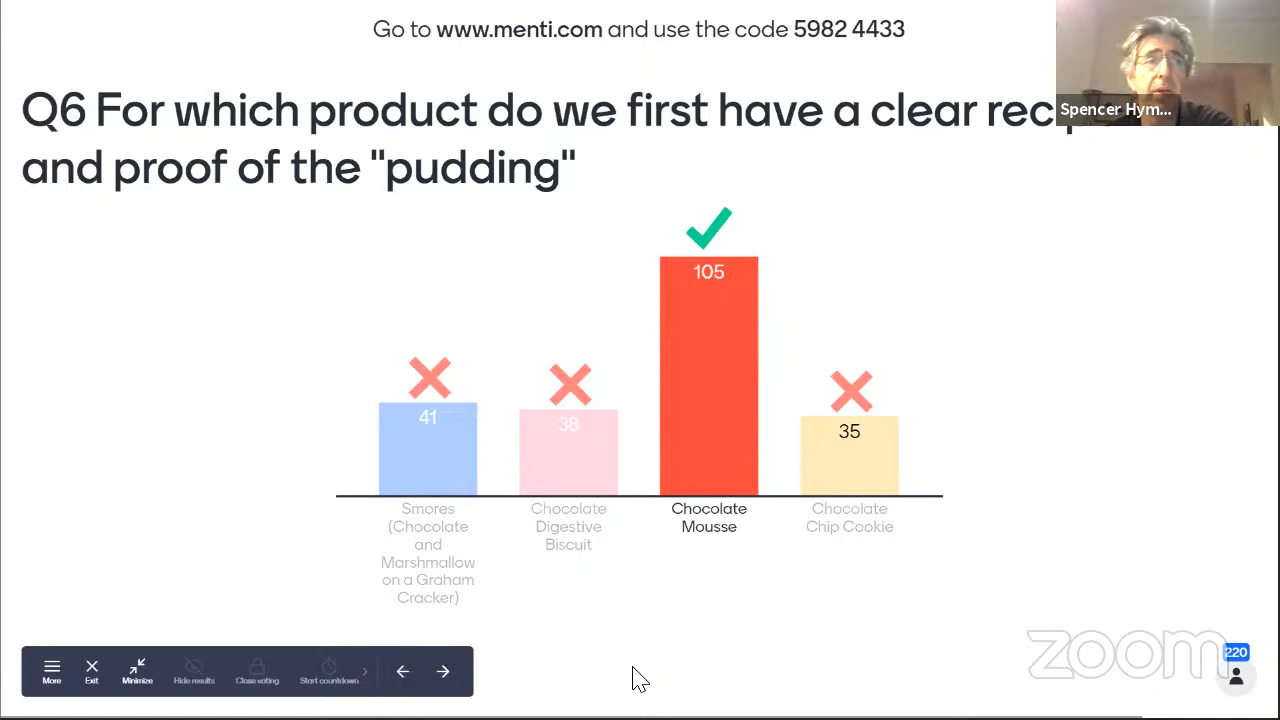 Go to www.menti.com and use the code 5982 4433
Spencer Hym...
Q6 For which product do we first have a clear
and proof of the "pudding"
105
41
38
35
Smores
(Chocolate
and
Marshmallow
on a Graham
Cracker)
Chocolate
Digestive
Biscuit
Chocolate
Mousse
Chocolate
Chip Cookie
zoom
220
More
Exit
Minimize
Hide results
Close voting
Start countdown